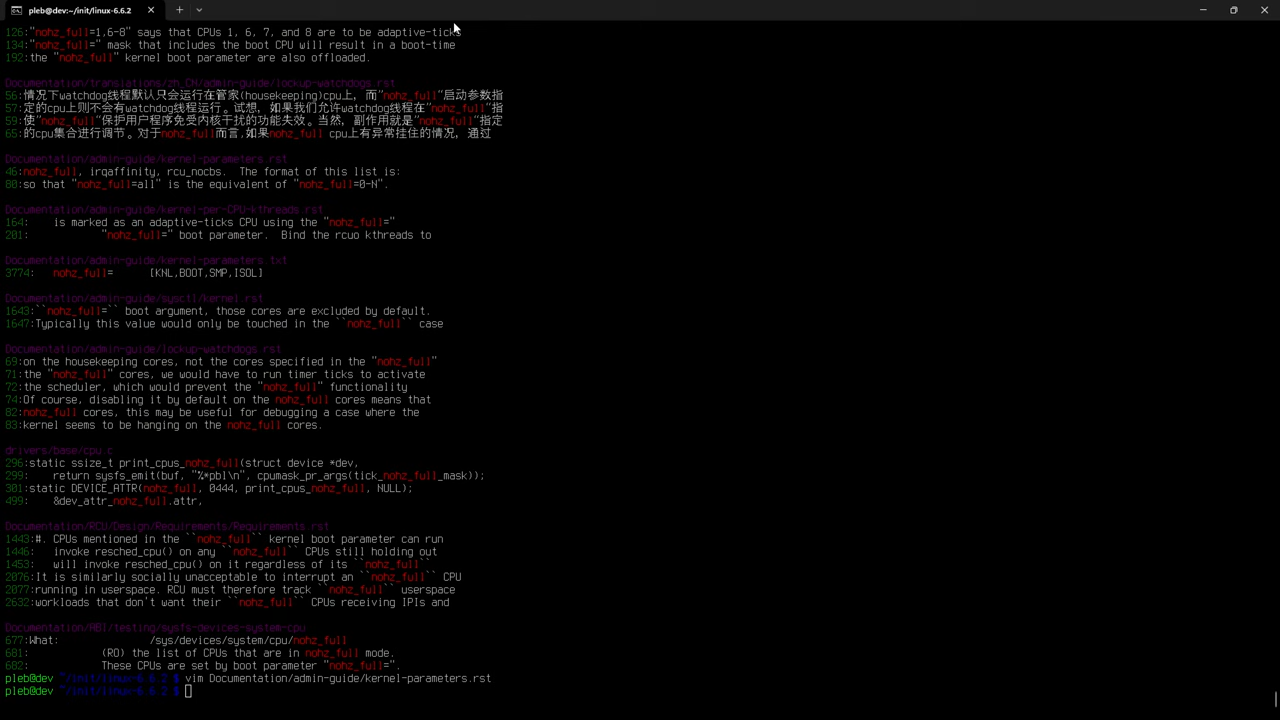 pleb@dev:~/init/linux-6.6.2
126:"nohz_full=1,6-8" says that CPUs 1, 6, 7, and 8 are to be adaptive-ticks
134:"nohz_full=" mask that includes the boot CPU will result in a boot-time
192:the "nohz_full" kernel boot parameter are also offloaded.
Documentation/translations/zh_CN/admin-guide/lockup-watchdogs.rst
56:情况下watchdog线程默认只会运行在管家(housekeeping)cpu上，而"nohz_full"启动参数指
57:定的cpu上则不会有watchdog线程运行。试想，如果我们允许watchdog线程在"nohz_full"指
59:使"nohz_full"保护用户程序免受内核干扰的功能失效。当然，副作用就是"nohz_full"指定
65:的cpu集合进行调节。对于nohz_full而言,如果nohz_full cpu上有异常挂住的情况，通过
Documentation/admin-guide/kernel-parameters.rst
46:nohz_full, irqaffinity, rcu_nocbs.  The format of this list is:
80:so that "nohz_full=all" is the equivalent of "nohz_full=0-N".
Documentation/admin-guide/kernel-per-CPU-kthreads.rst
164:    is marked as an adaptive-ticks CPU using the "nohz_full="
201:            "nohz_full=" boot parameter.  Bind the rcuo kthreads to
Documentation/admin-guide/kernel-parameters.txt
3774:   nohz_full=      [KNL,BOOT,SMP,ISOL]
Documentation/admin-guide/sysctl/kernel.rst
1643:``nohz_full=`` boot argument, those cores are excluded by default.
1647:Typically this value would only be touched in the ``nohz_full`` case
Documentation/admin-guide/lockup-watchdogs.rst
69:on the housekeeping cores, not the cores specified in the "nohz_full"
71:the "nohz_full" cores, we would have to run timer ticks to activate
72:the scheduler, which would prevent the "nohz_full" functionality
74:Of course, disabling it by default on the nohz_full cores means that
82:nohz_full cores, this may be useful for debugging a case where the
83:kernel seems to be hanging on the nohz_full cores.
drivers/base/cpu.c
296:static ssize_t print_cpus_nohz_full(struct device *dev,
299:    return sysfs_emit(buf, "%*pbl\n", cpumask_pr_args(tick_nohz_full_mask));
301:static DEVICE_ATTR(nohz_full, 0444, print_cpus_nohz_full, NULL);
499:    &dev_attr_nohz_full.attr,
Documentation/RCU/Design/Requirements/Requirements.rst
1443:#. CPUs mentioned in the ``nohz_full`` kernel boot parameter can run
1446:   invoke resched_cpu() on any ``nohz_full`` CPUs still holding out
1453:   will invoke resched_cpu() on it regardless of its ``nohz_full``
2076:It is similarly socially unacceptable to interrupt an ``nohz_full`` CPU
2077:running in userspace. RCU must therefore track ``nohz_full`` userspace
2632:workloads that don't want their ``nohz_full`` CPUs receiving IPIs and
Documentation/ABI/testing/sysfs-devices-system-cpu
677:What:               /sys/devices/system/cpu/nohz_full
681:            (RO) the list of CPUs that are in nohz_full mode.
682:            These CPUs are set by boot parameter "nohz_full=".
pleb@dev ~/init/linux-6.6.2 $ vim Documentation/admin-guide/kernel-parameters.rst
pleb@dev ~/init/linux-6.6.2 $